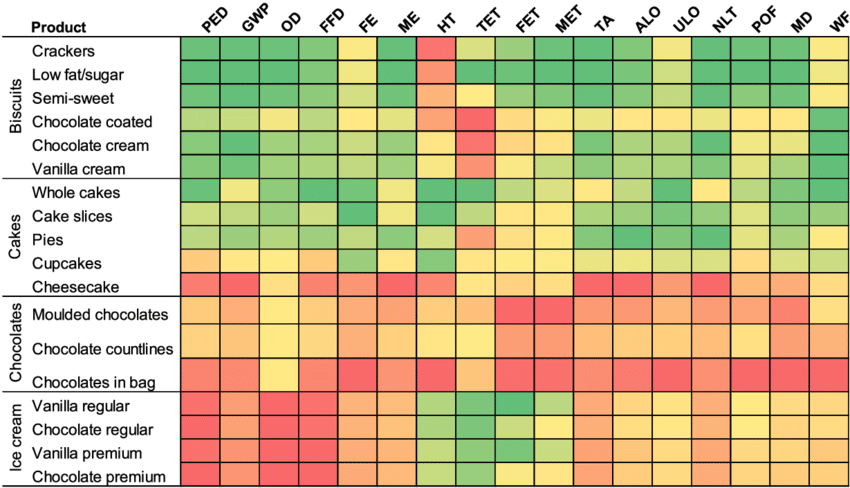 Product PED GWP OD FFD FE ME HT TET FET MET TA ALO ULO NLT POF MD WF
Biscuits
Crackers
Low fat/sugar
Semi-sweet
Chocolate coated
Chocolate cream
Vanilla cream
Cakes
Whole cakes
Cake slices
Pies
Cupcakes
Cheesecake
Chocolates
Moulded chocolates
Chocolate countlines
Chocolates in bag
Ice cream
Vanilla regular
Chocolate regular
Vanilla premium
Chocolate premium